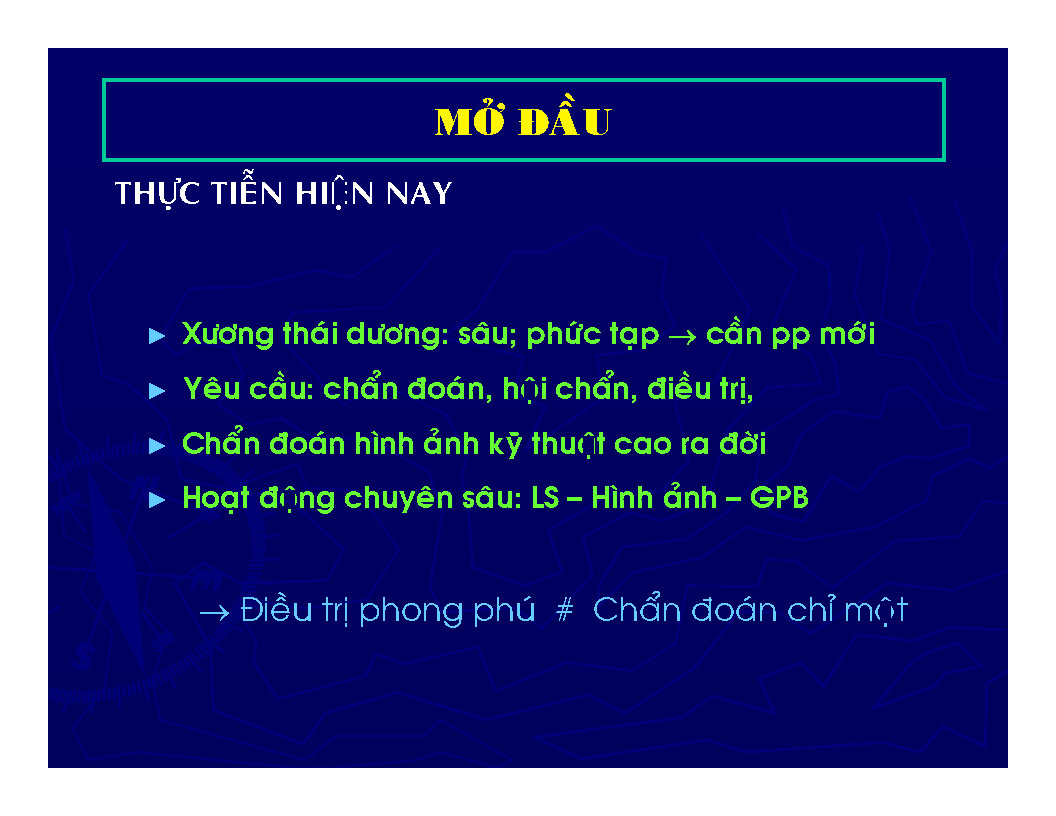 MỞ ĐẦU
THỰC TIỄN HIỆN NAY
► Xương thái dương: sâu; phức tạp → cần pp mới
► Yêu cầu: chẩn đoán, hội chẩn, điều trị,
► Chẩn đoán hình ảnh kỹ thuật cao ra đời
► Hoạt động chuyên sâu: LS – Hình ảnh – GPB
→ Điều trị phong phú # Chẩn đoán chỉ một